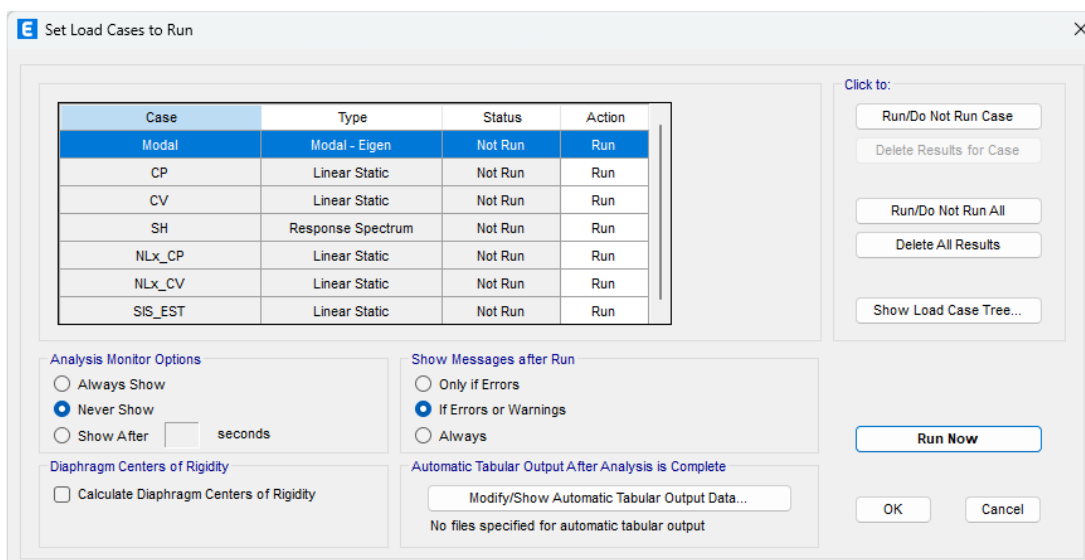 E Set Load Cases to Run
Click to:
Case Type Status Action
Modal Modal - Eigen Not Run Run
CP Linear Static Not Run Run
CV Linear Static Not Run Run
SH Response Spectrum Not Run Run
NLx_CP Linear Static Not Run Run
NLx_CV Linear Static Not Run Run
SIS_EST Linear Static Not Run Run
Run/Do Not Run Case
Delete Results for Case
Run/Do Not Run All
Delete All Results
Show Load Case Tree...
Analysis Monitor Options
Always Show
Never Show
Show After seconds
Show Messages after Run
Only if Errors
If Errors or Warnings
Always
Run Now
Diaphragm Centers of Rigidity
Calculate Diaphragm Centers of Rigidity
Automatic Tabular Output After Analysis is Complete
Modify/Show Automatic Tabular Output Data...
No files specified for automatic tabular output
OK
Cancel